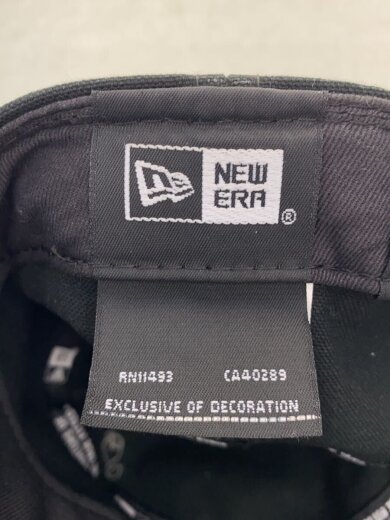 NEW
ERA
®
RN11493 CA40289
EXCLUSIVE OF DECORATION